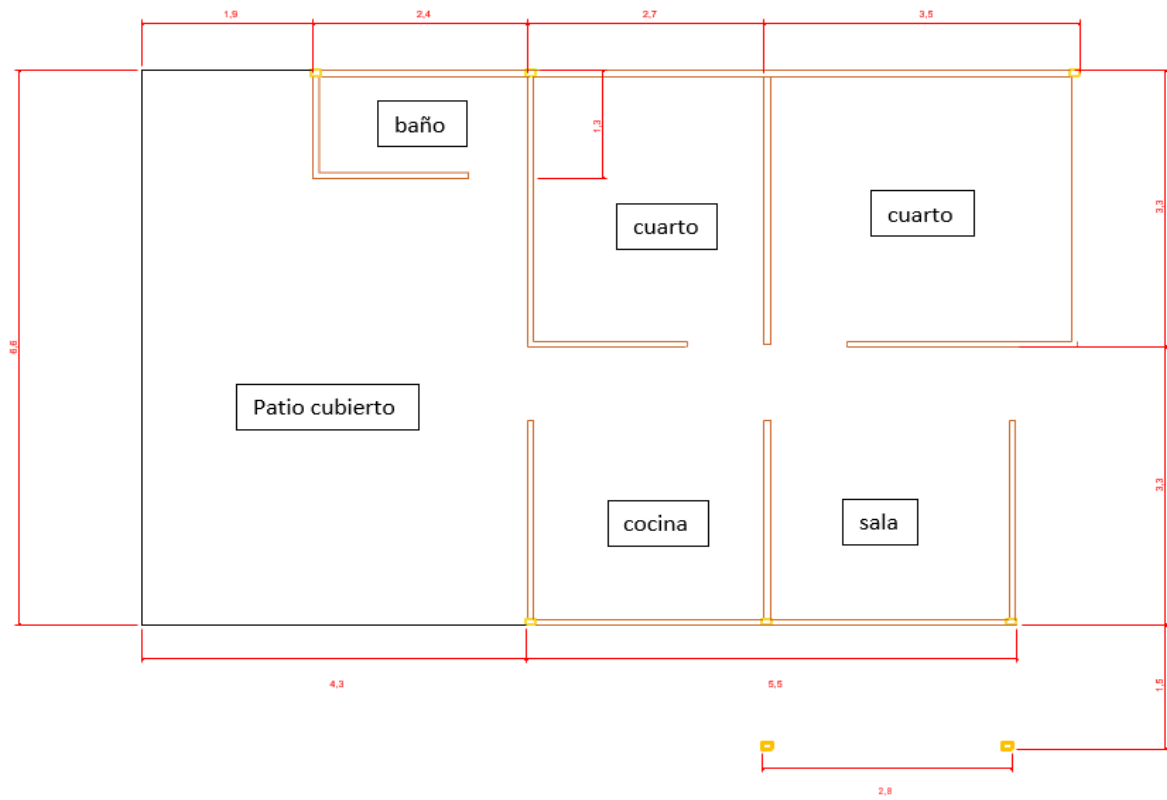 1,9
2,4
2,7
3,5
baño
1,3
cuarto
cuarto
3,3
6,6
Patio cubierto
cocina
sala
3,3
4,3
5,5
1,5
2,8